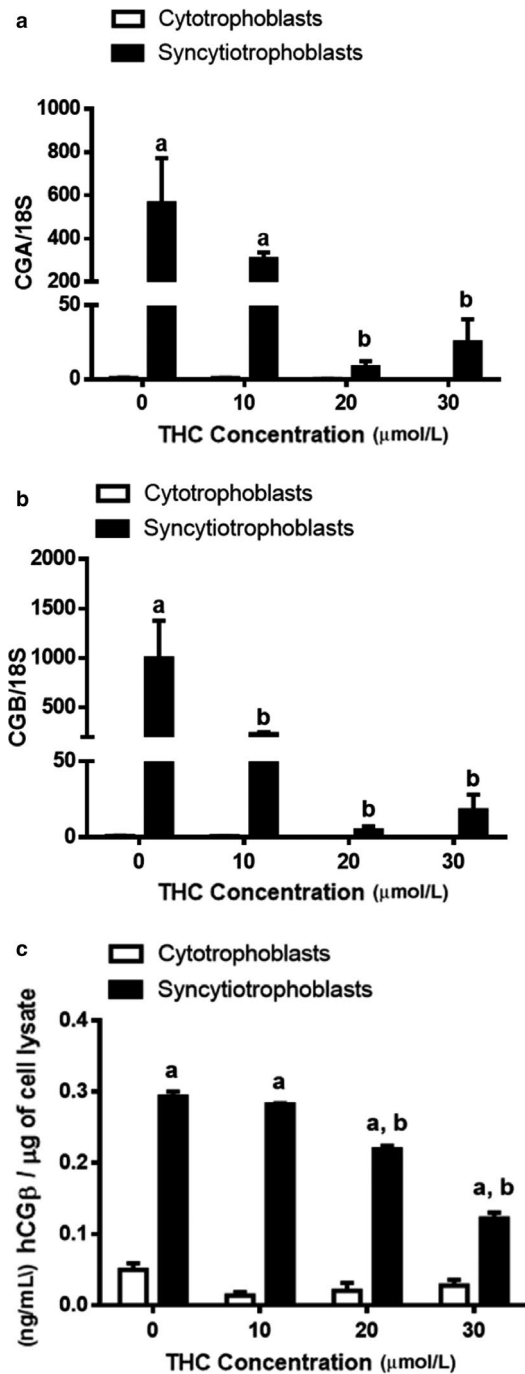 a
Cytotrophoblasts
Syncytiotrophoblasts
1000
800
600
400
200
50
0
CGA/18S
a
a
b
b
0 10 20 30
THC Concentration (μmol/L)
b
Cytotrophoblasts
Syncytiotrophoblasts
2000
1500
1000
500
50
0
CGB/18S
a
b
b
b
0 10 20 30
THC Concentration (μmol/L)
c
Cytotrophoblasts
Syncytiotrophoblasts
0.4
0.3
0.2
0.1
0.0
(ng/mL) hCGβ / μg of cell lysate
a
a
a, b
a, b
0 10 20 30
THC Concentration (μmol/L)